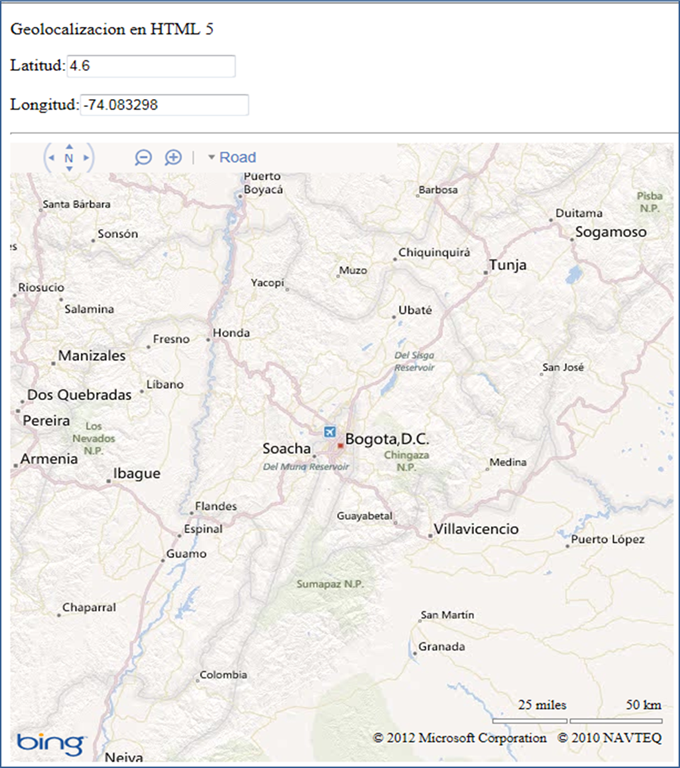 Geolocalizacion en HTML 5
Latitud: 4.6
Longitud: -74.083298
N
Road
Puerto
Boyacá
Barbosa
Pisba
N.P.
Santa Bárbara
Duitama
Sonsón
Sogamoso
es
Chiquinquirá
Tunja
Muzo
Yacopi
Riosucio
Salamina
Ubaté
Honda
Fresno
Manizales
Del Sisga
Reservoir
San José
Libano
Dos Quebradas
Pereira
Los
Nevados
N.P.
Bogota,D.C.
Soacha
Armenia
Chingaza
N.P.
Medina
Del Muna Reservoir
Ibague
Flandes
Guayabetal
Espinal
Villavicencio
Puerto López
Guamo
Sumapaz N.P.
Chaparral
San Martín
Granada
Colombia
25 miles
50 km
bing
© 2012 Microsoft Corporation
© 2010 NAVTEQ
Neiva